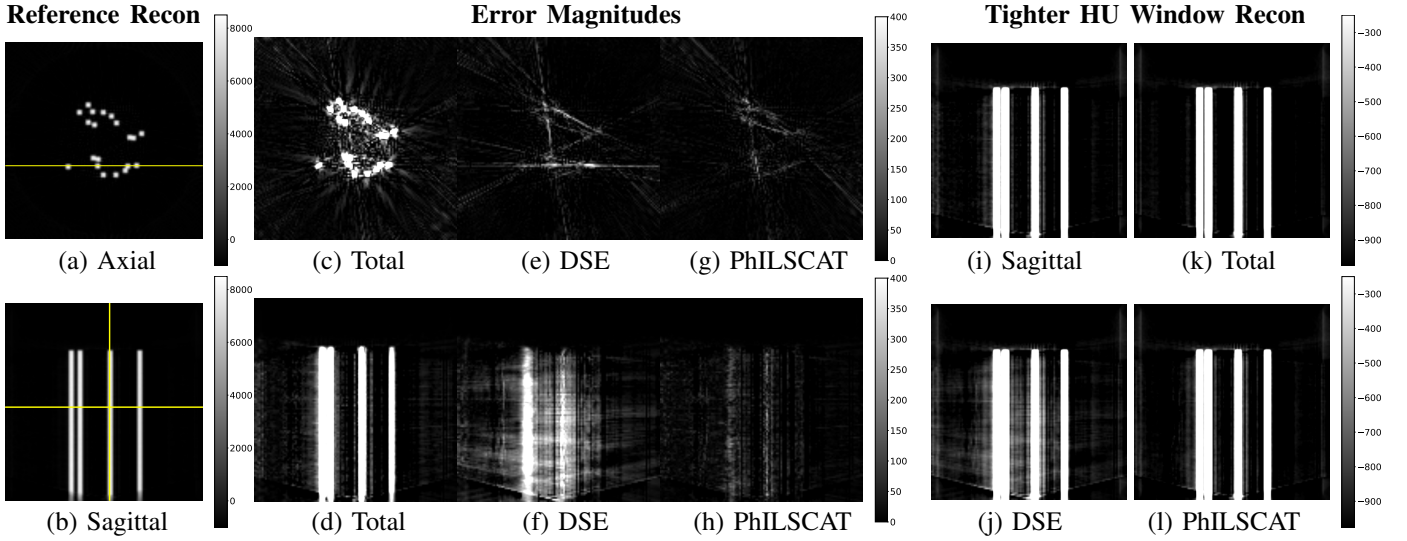 Reference Recon
Error Magnitudes
Tighter HU Window Recon
8000
6000
4000
2000
0
400
350
300
250
200
150
100
50
0
−300
−400
−500
−600
−700
−800
−900
(a) Axial
(c) Total
(e) DSE
(g) PhILSCAT
(i) Sagittal
(k) Total
8000
6000
4000
2000
0
400
350
300
250
200
150
100
50
0
−300
−400
−500
−600
−700
−800
−900
(b) Sagittal
(d) Total
(f) DSE
(h) PhILSCAT
(j) DSE
(l) PhILSCAT